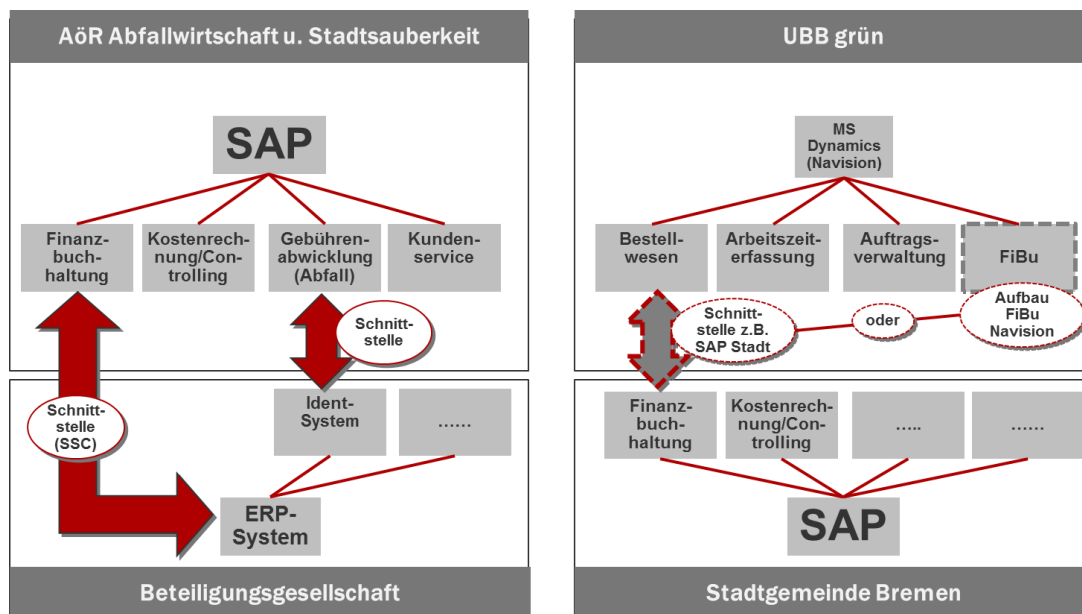 AöR Abfallwirtschaft u. Stadtsauberkeit
SAP
Finanz-
buch-
haltung
Kostenrech-
nung/Con-
trolling
Gebühren-
abwicklung
(Abfall)
Kunden-
service
Schnitt-
stelle
Schnitt-
stelle
(SSC)
Ident-
System
......
ERP-
System
Beteiligungsgesellschaft
UBB grün
MS
Dynamics
(Navision)
Bestell-
wesen
Arbeitszeit-
erfassung
Auftrags-
verwaltung
FiBu
Schnitt-
stelle z.B.
SAP Stadt
oder
Aufbau
FiBu
Navision
Finanz-
buch-
haltung
Kostenrech-
nung/Con-
trolling
.....
......
SAP
Stadtgemeinde Bremen